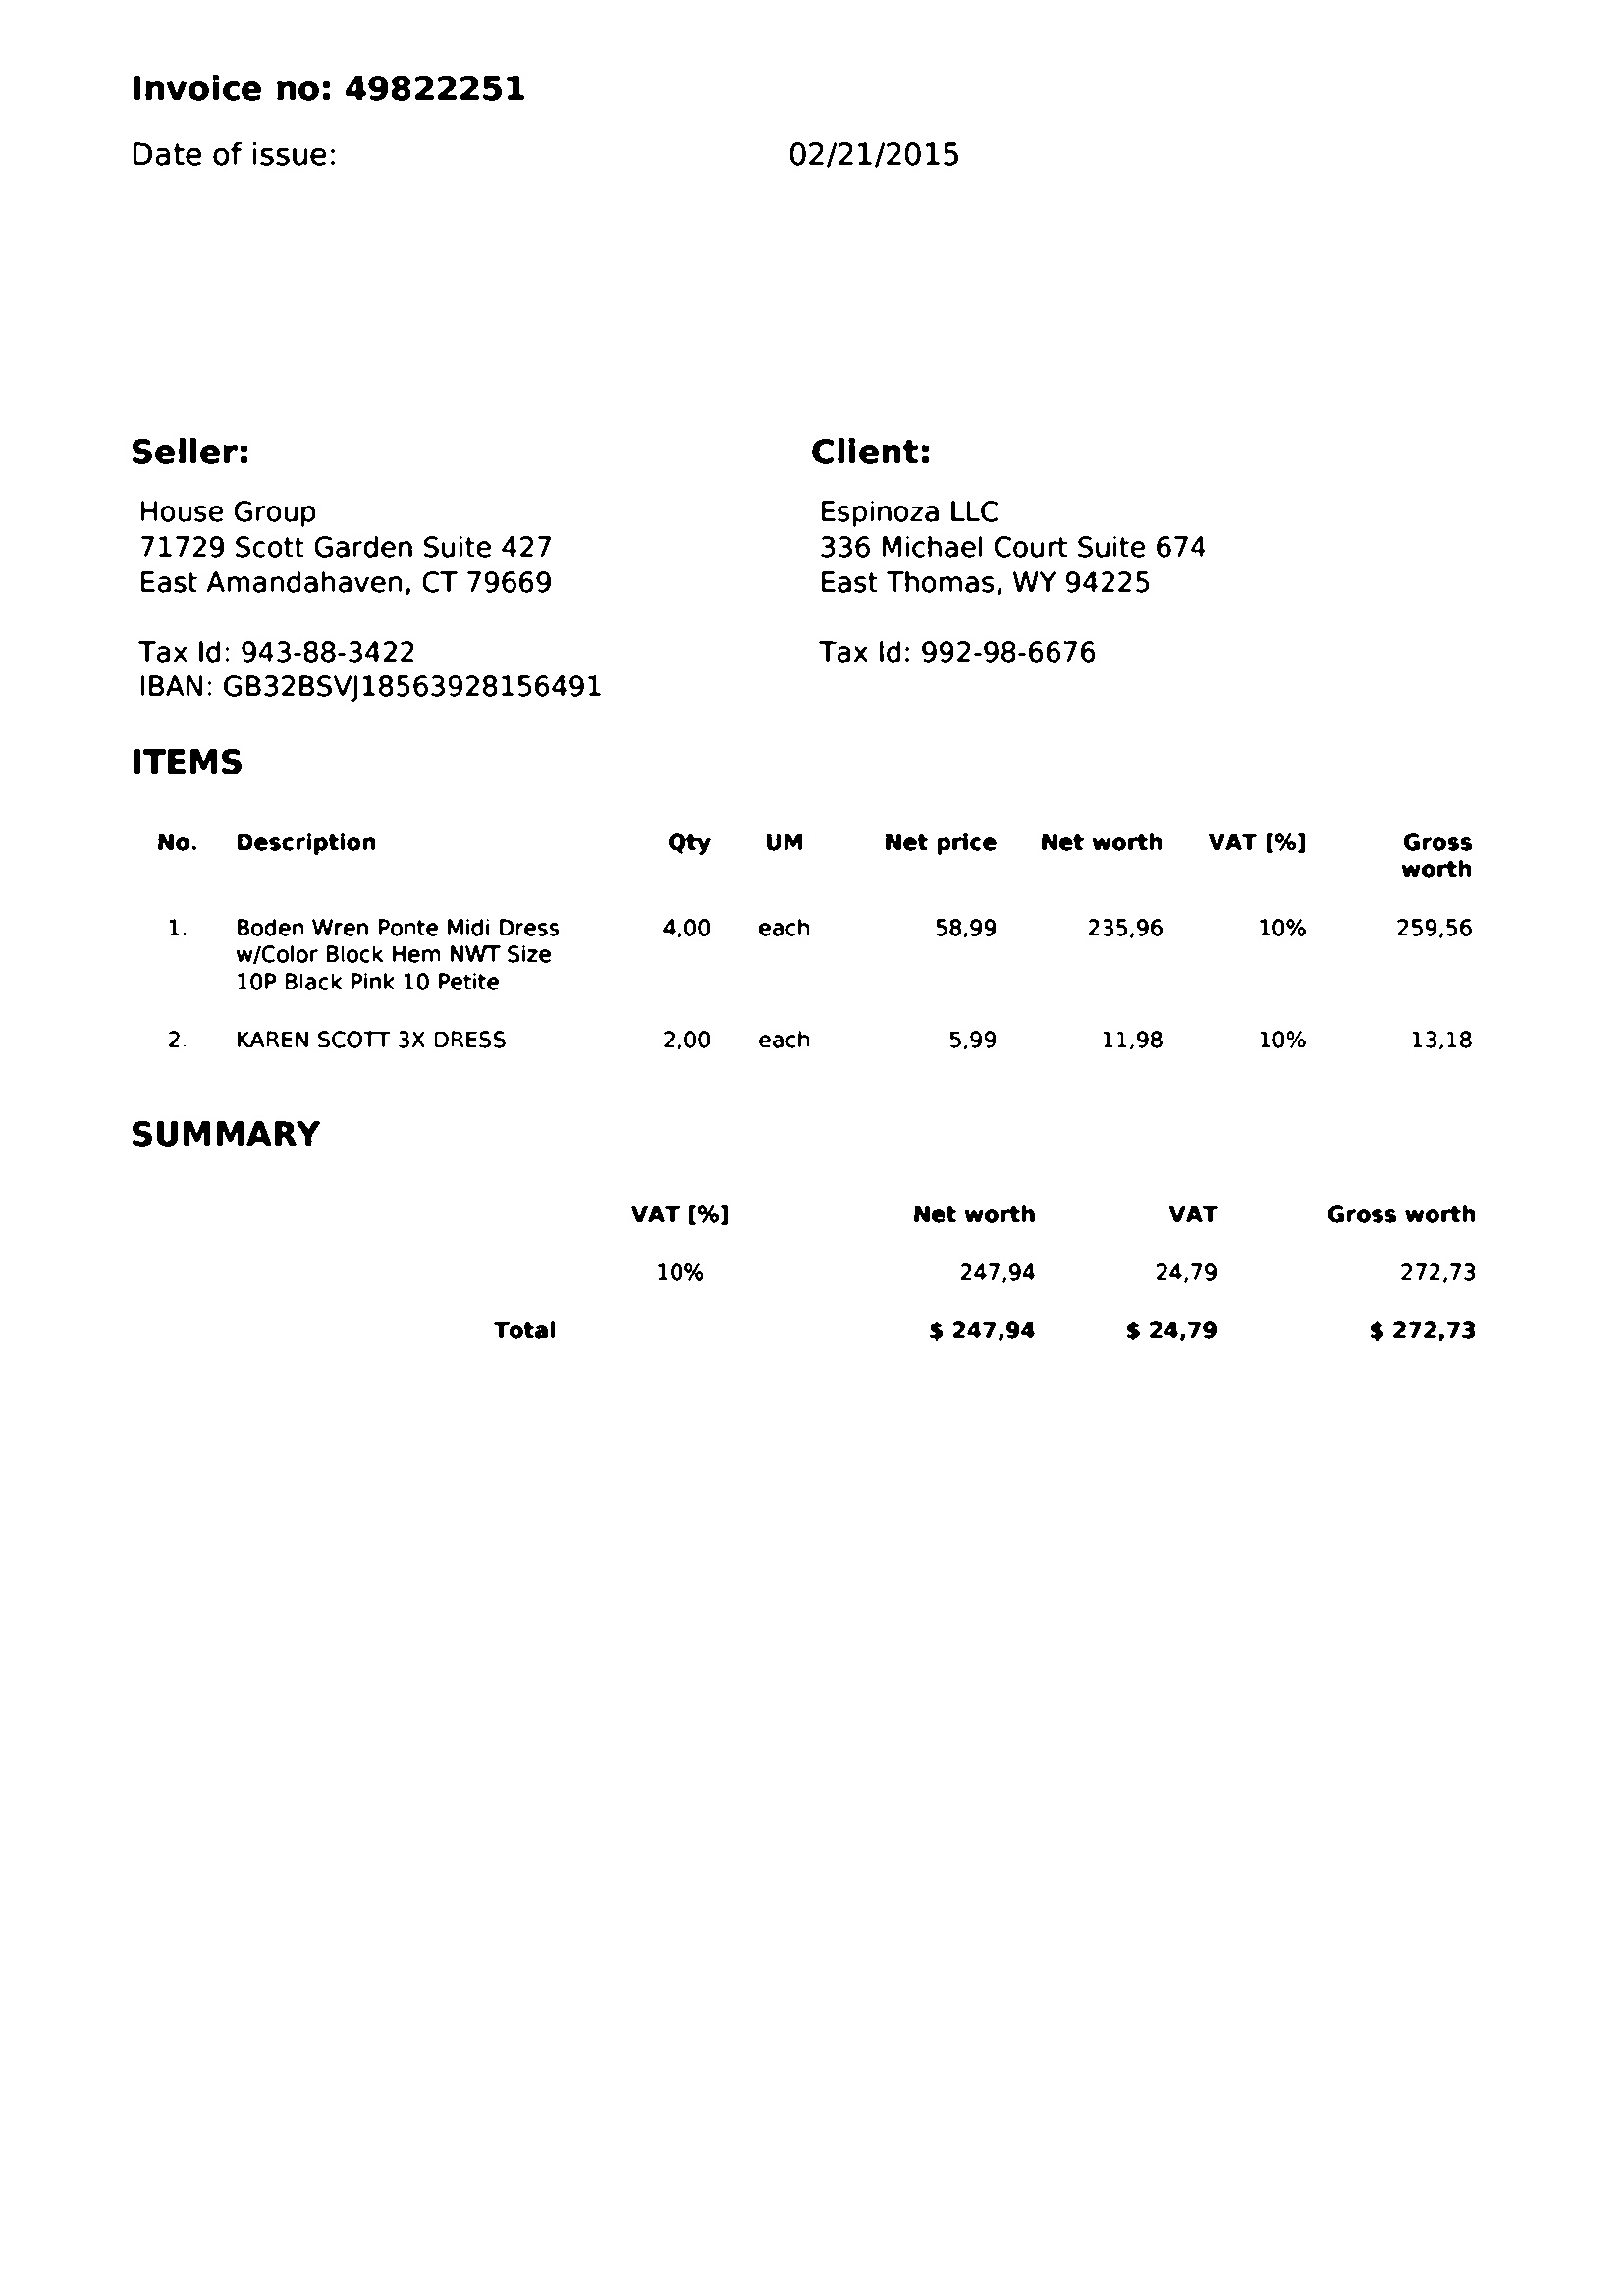 Invoice no: 49822251
Date of issue: 02/21/2015
Seller:
House Group
71729 Scott Garden Suite 427
East Amandahaven, CT 79669
Tax Id: 943-88-3422
IBAN: GB32BSVJ18563928156491
Client:
Espinoza LLC
336 Michael Court Suite 674
East Thomas, WY 94225
Tax Id: 992-98-6676
ITEMS
No. Description Qty UM Net price Net worth VAT [%] Gross
worth
1. Boden Wren Ponte Midi Dress 4,00 each 58,99 235,96 10% 259,56
w/Color Block Hem NWT Size
10P Black Pink 10 Petite
2. KAREN SCOTT 3X DRESS 2,00 each 5,99 11,98 10% 13,18
SUMMARY
VAT [%] Net worth VAT Gross worth
10% 247,94 24,79 272,73
Total $ 247,94 $ 24,79 $ 272,73